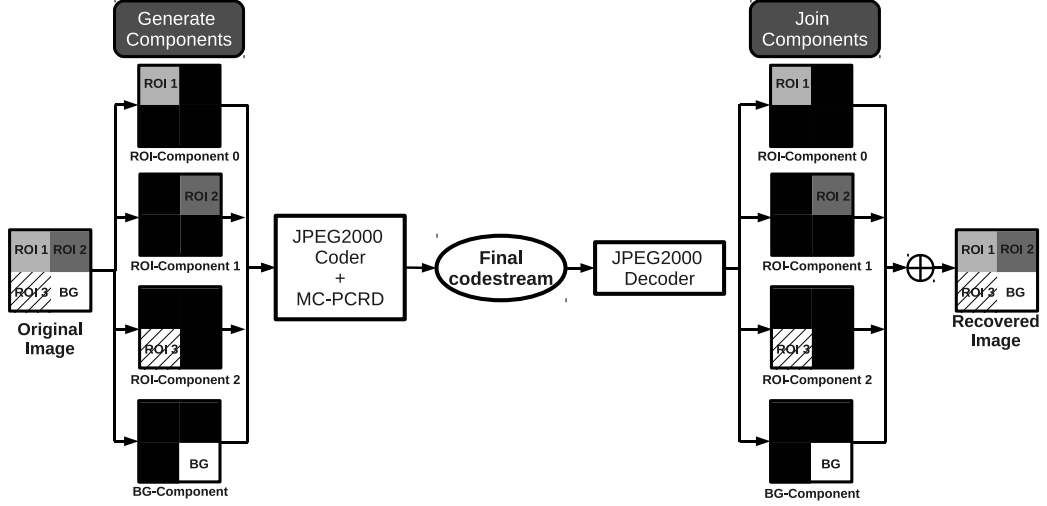 Generate
Components
ROI 1
ROI-Component 0
ROI 2
ROI-Component 1
ROI 3
ROI-Component 2
BG
BG-Component
ROI 1 ROI 2
ROI 3 BG
Original
Image
JPEG2000
Coder
+
MC-PCRD
Final
codestream
JPEG2000
Decoder
Join
Components
ROI 1
ROI-Component 0
ROI 2
ROI-Component 1
ROI 3
ROI-Component 2
BG
BG-Component
ROI 1 ROI 2
ROI 3 BG
Recovered
Image